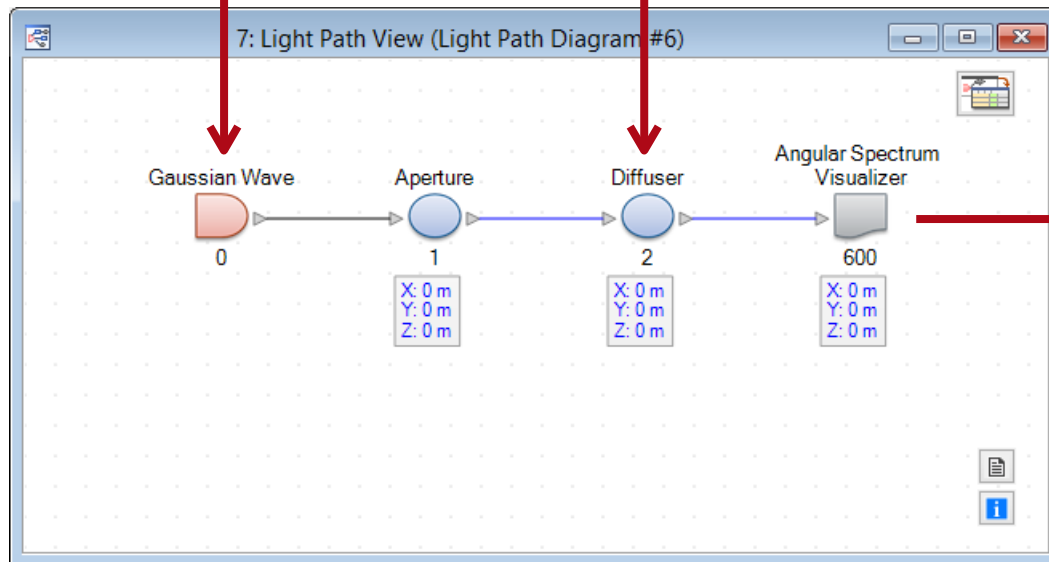 7: Light Path View (Light Path Diagram #6)
Angular Spectrum
Gaussian Wave Aperture Diffuser Visualizer
0 1 2 600
X: 0 m X: 0 m X: 0 m
Y: 0 m Y: 0 m Y: 0 m
Z: 0 m Z: 0 m Z: 0 m
i